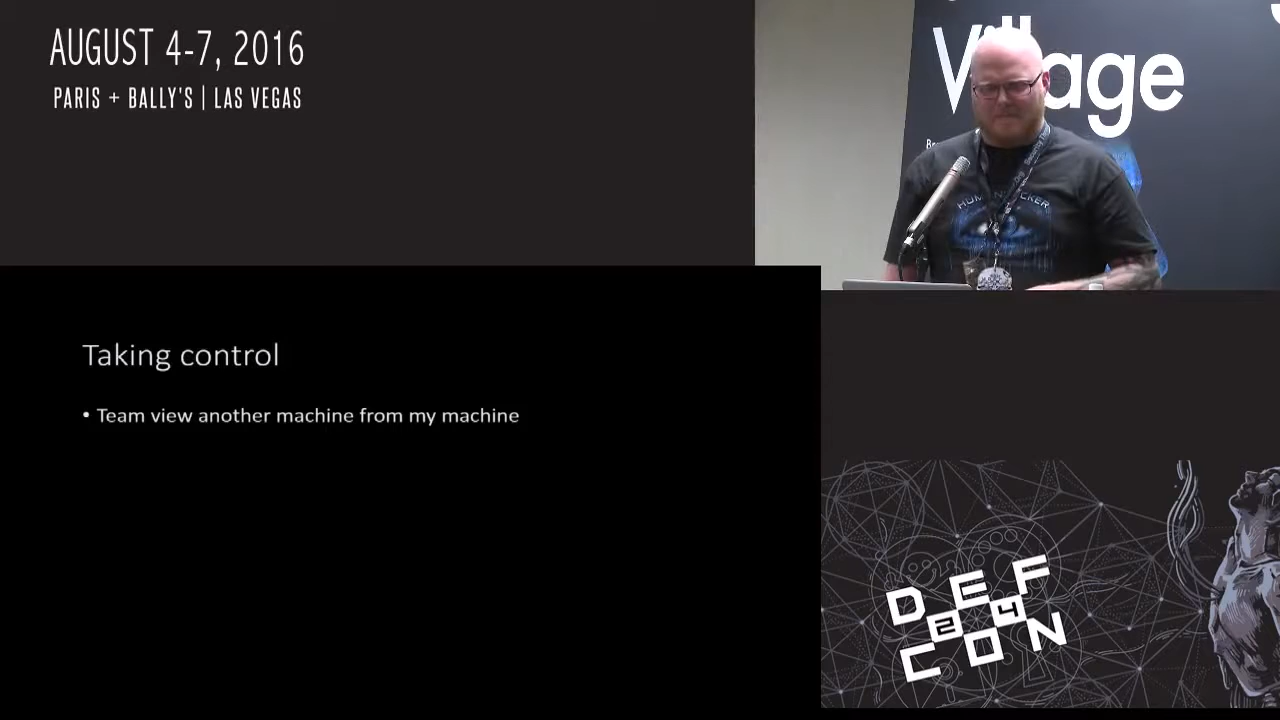 AUGUST 4-7, 2016
PARIS + BALLY'S | LAS VEGAS
Village
Taking control
• Team view another machine from my machine
DEF
24
CON